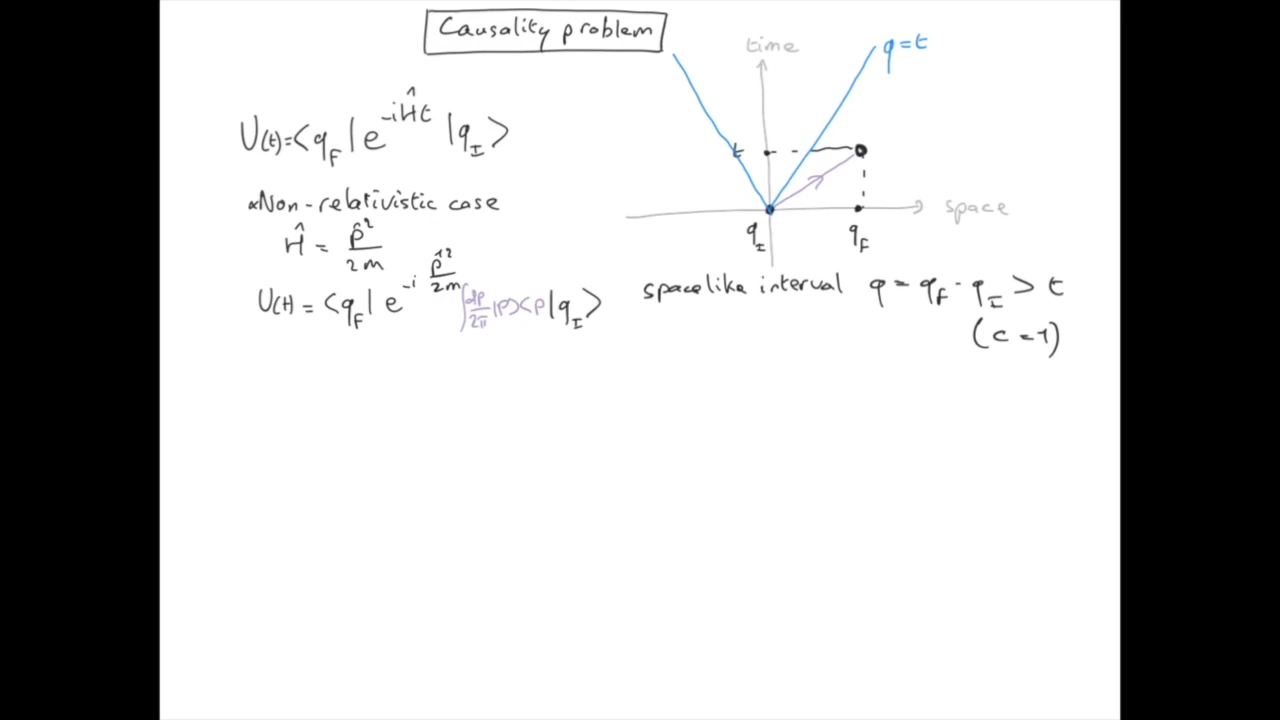 Causality problem
time
q=t
U(t)=<q_F|e^{-iĤt}|q_I>
t
∝Non-relativistic case
space
q_I
q_F
Ĥ = p̂²/2m
U(t) = <q_F|e^{-i p̂²/2m} ∫dp/2π |p><p|q_I>
spacelike interval q = q_F - q_I > t
(c = 1)